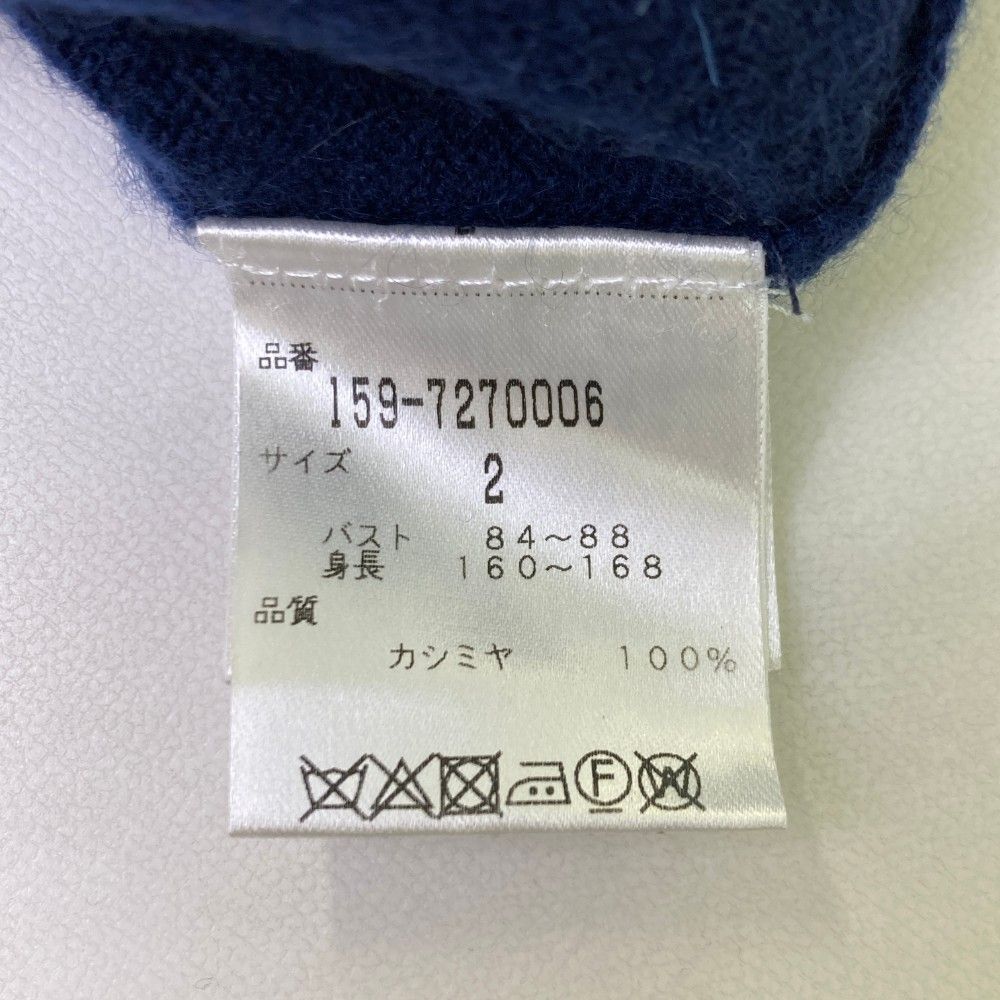 品番
159-7270006
サイズ 2
バスト 84～88
身長 160～168
品質
カシミヤ 100%
F W